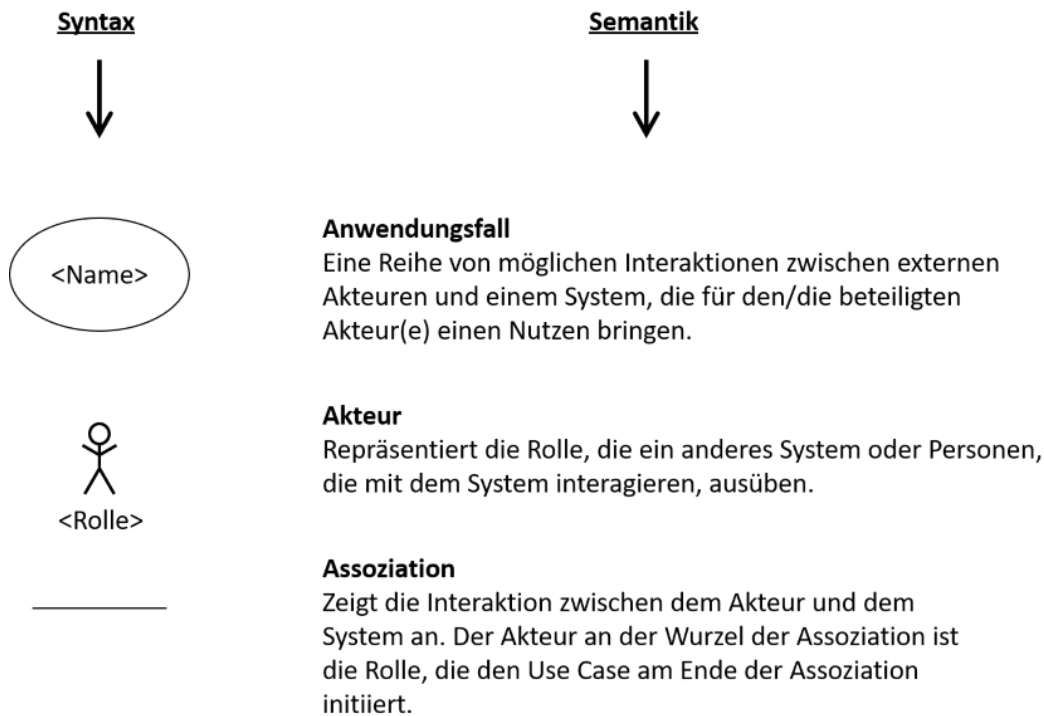 Syntax
Semantik
<Name>
Anwendungsfall
Eine Reihe von möglichen Interaktionen zwischen externen
Akteuren und einem System, die für den/die beteiligten
Akteur(e) einen Nutzen bringen.
<Rolle>
Akteur
Repräsentiert die Rolle, die ein anderes System oder Personen,
die mit dem System interagieren, ausüben.
Assoziation
Zeigt die Interaktion zwischen dem Akteur und dem
System an. Der Akteur an der Wurzel der Assoziation ist
die Rolle, die den Use Case am Ende der Assoziation
initiiert.